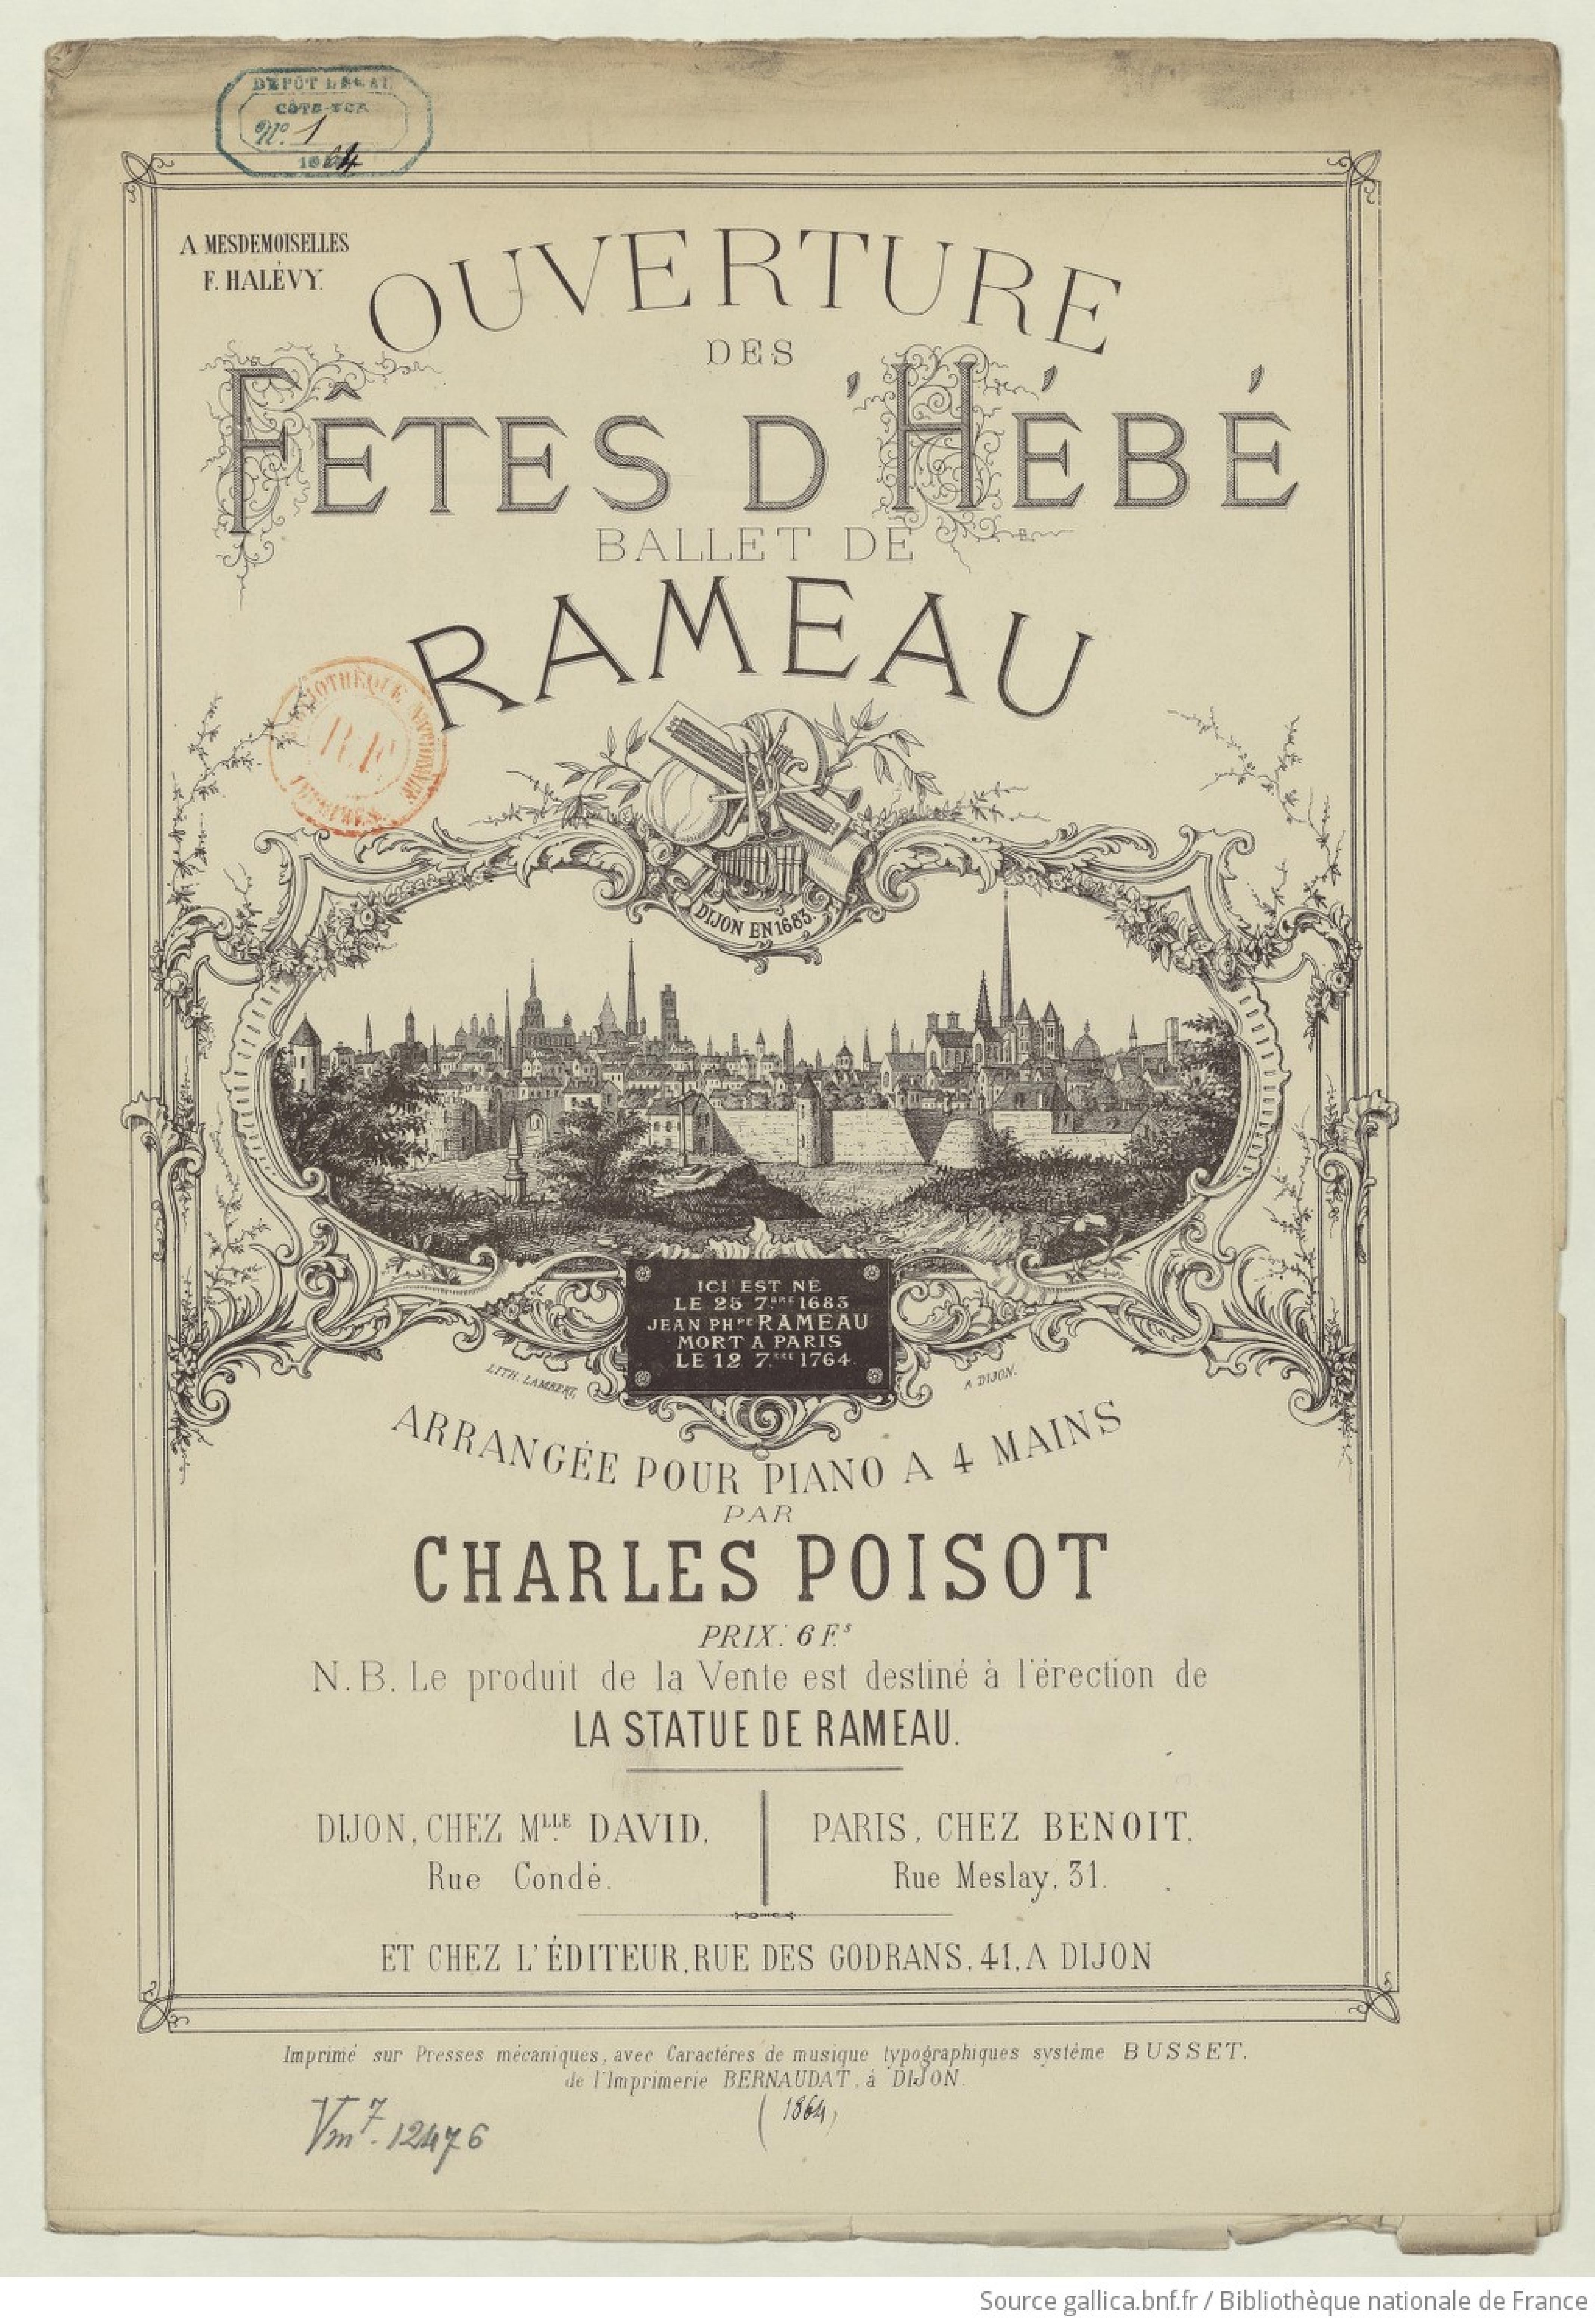 DÉPÔT LÉGAL
CÔTE-D'OR
No. 1
1864
A MESDEMOISELLES
F. HALÉVY.
OUVERTURE
DES
FÊTES D'HÉBÉ
BALLET DE
RAMEAU
BIBLIOTHÈQUE NATIONALE
RF
IMPRIMÉS
DIJON EN 1683.
ICI EST NÉ
LE 25 7BRE 1683
JEAN PHPE RAMEAU
MORT A PARIS
LE 12 7BRE 1764.
LITH. LAMBERT, A DIJON.
ARRANGÉE POUR PIANO A 4 MAINS
PAR
CHARLES POISOT
PRIX: 6 F.s
N.B. Le produit de la Vente est destiné à l'érection de
LA STATUE DE RAMEAU.
DIJON, CHEZ MLLE DAVID,
Rue Condé.
PARIS, CHEZ BENOIT.
Rue Meslay, 31.
ET CHEZ L'ÉDITEUR, RUE DES GODRANS, 41, A DIJON
Imprimé sur Presses mécaniques, avec Caractères de musique typographiques système BUSSET.
de l'Imprimerie BERNAUDAT, à DIJON.
(1864)
Vm7. 12476
Source gallica.bnf.fr / Bibliothèque nationale de France